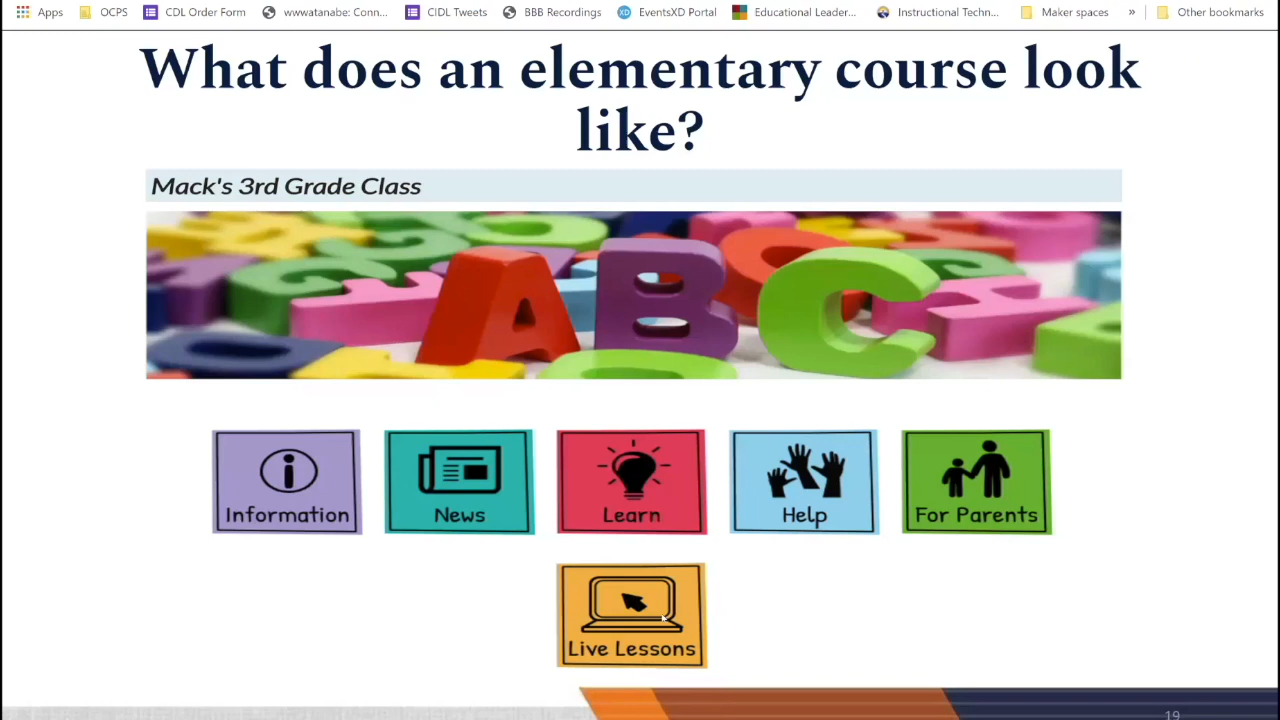 Apps OCPS CDL Order Form wwwatanabe: Conn... CIDL Tweets BBB Recordings XD EventsXD Portal Educational Leader... Instructional Techn... Maker spaces » Other bookmarks
What does an elementary course look
like?
Mack's 3rd Grade Class
A B C
Information News Learn Help For Parents
Live Lessons
19